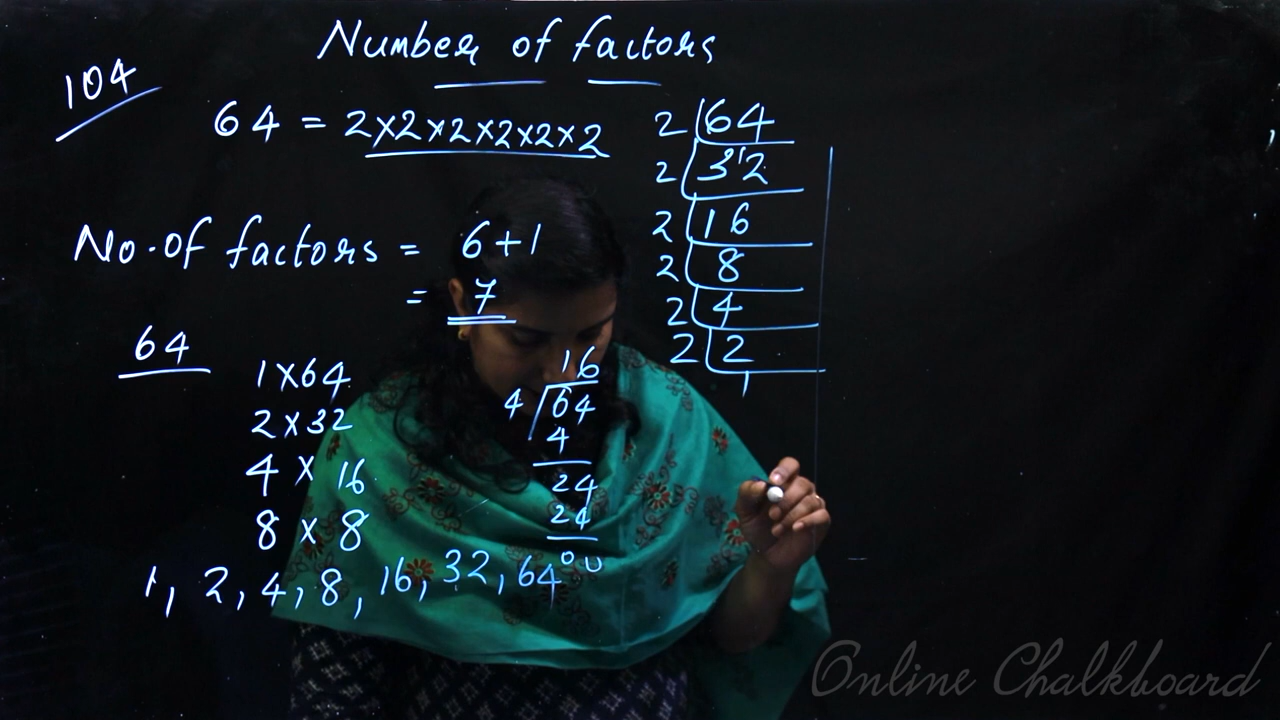 Number of factors
104
64 = 2×2×2×2×2×2
No. of factors = 6+1
= 7
64
1×64
2×32
4 × 16
8 × 8
1, 2, 4, 8, 16, 32, 64
16
4 64
4
24
24
00
2 64
2 32
2 16
2 8
2 4
2 2
1
Online Chalkboard